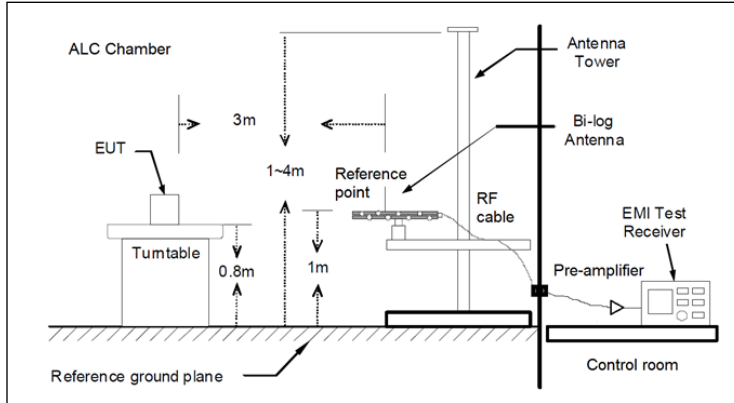 ALC Chamber
Antenna
Tower
3m
Bi-log
Antenna
EUT
1~4m
Reference
point
RF
cable
EMI Test
Receiver
Turntable
0.8m
1m
Pre-amplifier
Control room
Reference ground plane